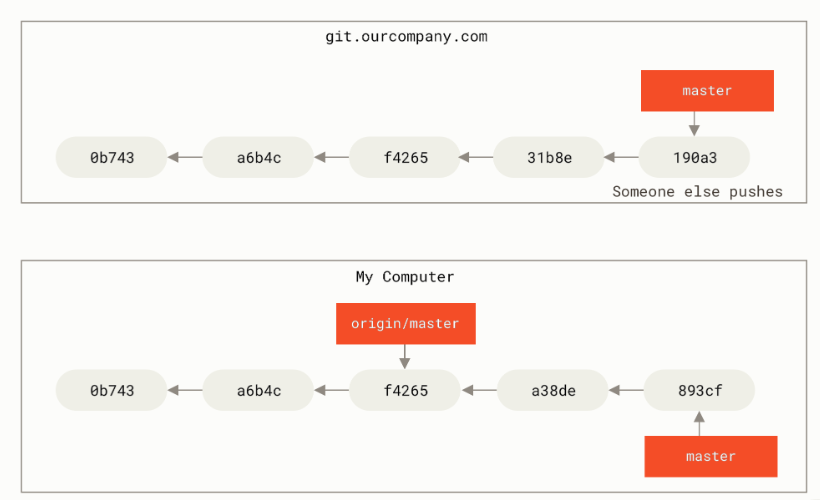 git.ourcompany.com
master
0b743
a6b4c
f4265
31b8e
190a3
Someone else pushes
My Computer
origin/master
0b743
a6b4c
f4265
a38de
893cf
master